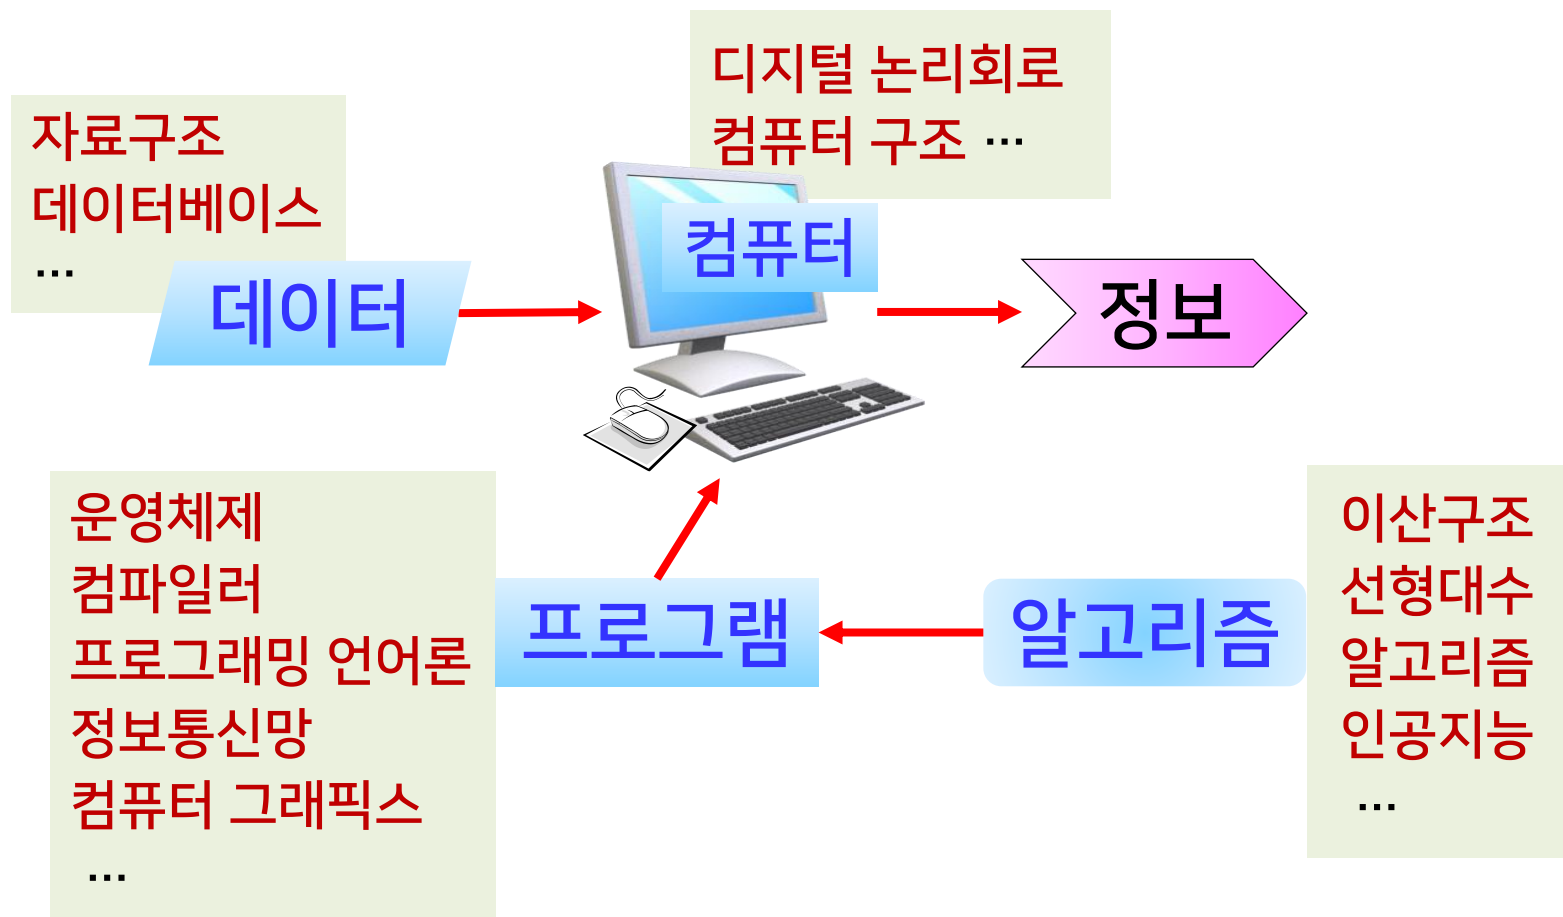 디지털 논리회로
컴퓨터 구조 …
자료구조
데이터베이스
…
컴퓨터
데이터
정보
운영체제
컴파일러
프로그래밍 언어론
정보통신망
컴퓨터 그래픽스
…
프로그램
알고리즘
이산구조
선형대수
알고리즘
인공지능
…